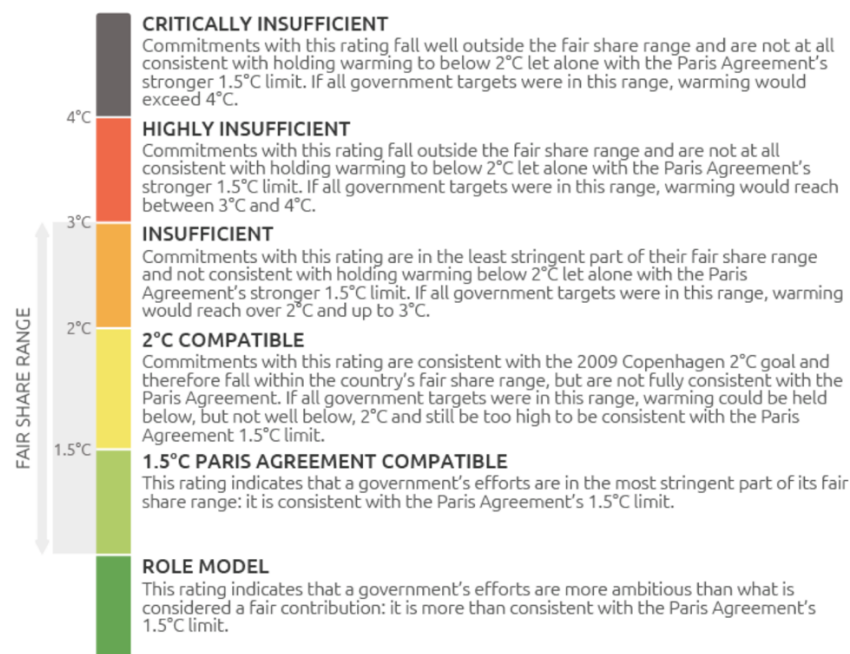 CRITICALLY INSUFFICIENT
Commitments with this rating fall well outside the fair share range and are not at all
consistent with holding warming to below 2°C let alone with the Paris Agreement's
stronger 1.5°C limit. If all government targets were in this range, warming would
exceed 4°C.
4°C
HIGHLY INSUFFICIENT
Commitments with this rating fall outside the fair share range and are not at all
consistent with holding warming to below 2°C let alone with the Paris Agreement's
stronger 1.5°C limit. If all government targets were in this range, warming would reach
between 3°C and 4°C.
3°C
INSUFFICIENT
Commitments with this rating are in the least stringent part of their fair share range
and not consistent with holding warming below 2°C let alone with the Paris
Agreement's stronger 1.5°C limit. If all government targets were in this range, warming
would reach over 2°C and up to 3°C.
2°C
2°C COMPATIBLE
Commitments with this rating are consistent with the 2009 Copenhagen 2°C goal and
therefore fall within the country's fair share range, but are not fully consistent with the
Paris Agreement. If all government targets were in this range, warming could be held
below, but not well below, 2°C and still be too high to be consistent with the Paris
Agreement 1.5°C limit.
FAIR SHARE RANGE
1.5°C
1.5°C PARIS AGREEMENT COMPATIBLE
This rating indicates that a government's efforts are in the most stringent part of its fair
share range: it is consistent with the Paris Agreement's 1.5°C limit.
ROLE MODEL
This rating indicates that a government's efforts are more ambitious than what is
considered a fair contribution: it is more than consistent with the Paris Agreement's
1.5°C limit.